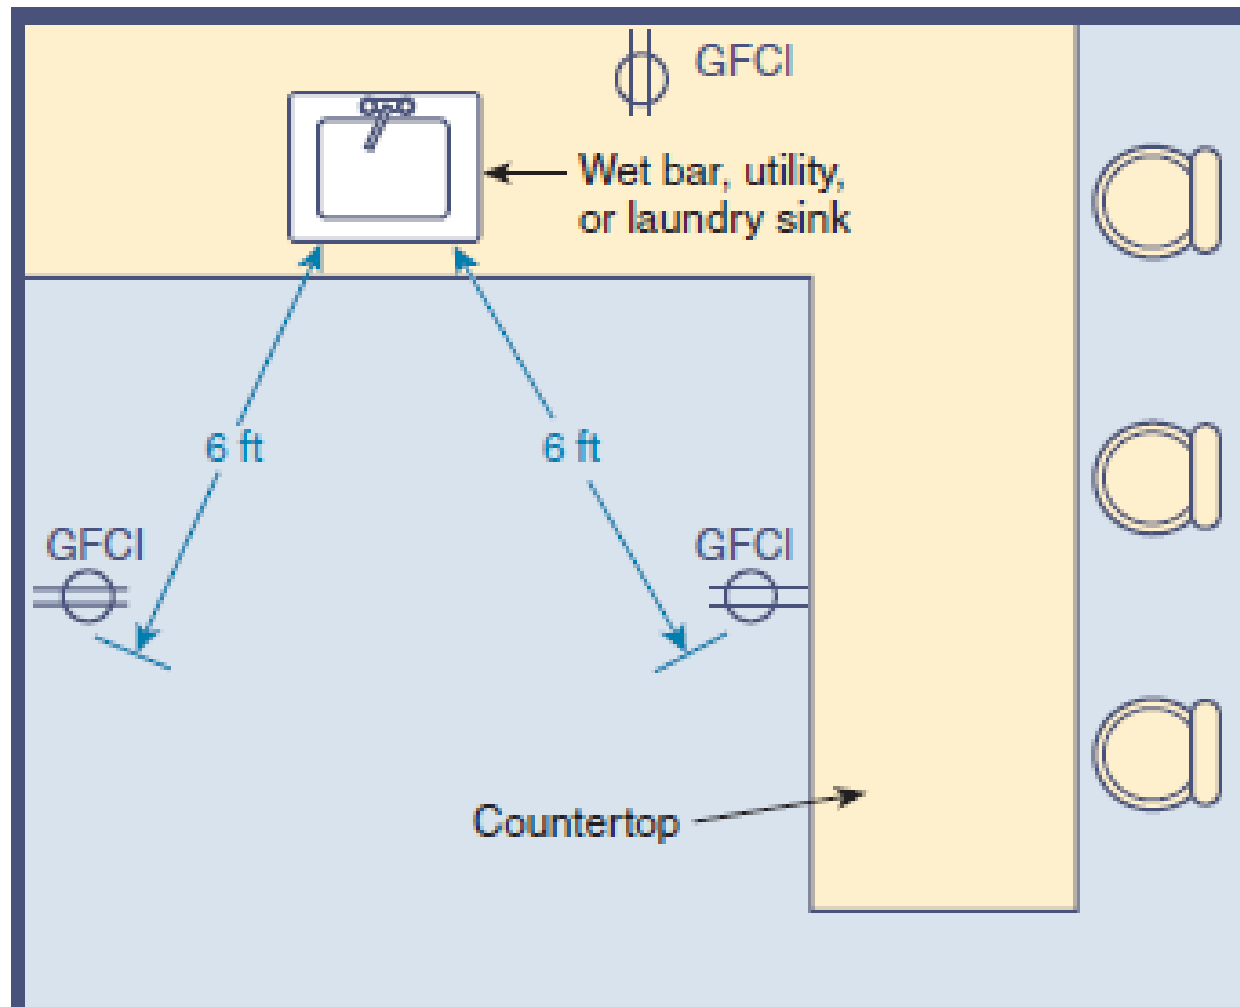 GFCI
Wet bar, utility,
or laundry sink
6 ft
6 ft
GFCI
GFCI
Countertop